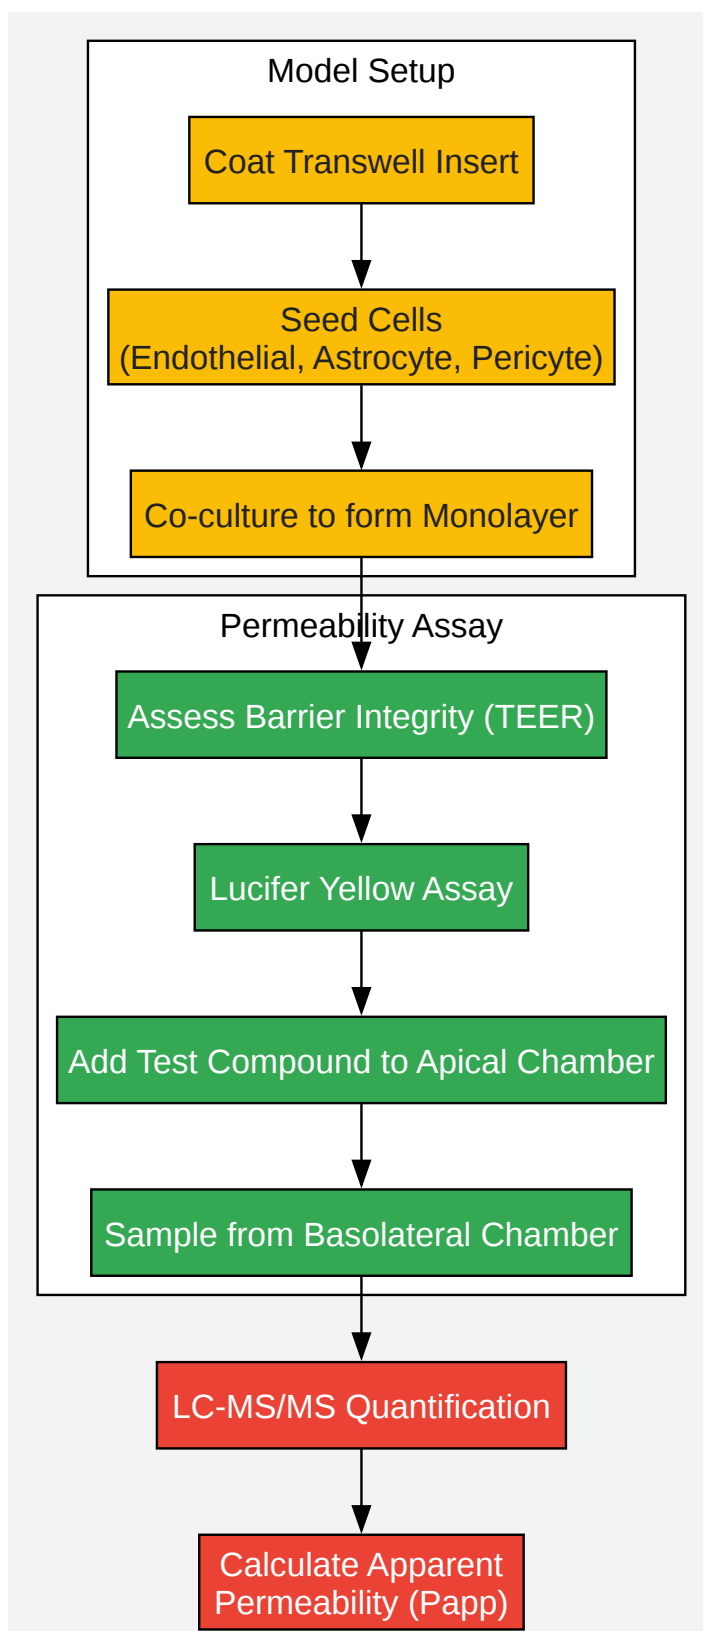 Model Setup
Coat Transwell Insert
Seed Cells
(Endothelial, Astrocyte, Pericyte)
Co-culture to form Monolayer
Permeability Assay
Assess Barrier Integrity (TEER)
Lucifer Yellow Assay
Add Test Compound to Apical Chamber
Sample from Basolateral Chamber
LC-MS/MS Quantification
Calculate Apparent
Permeability (Papp)